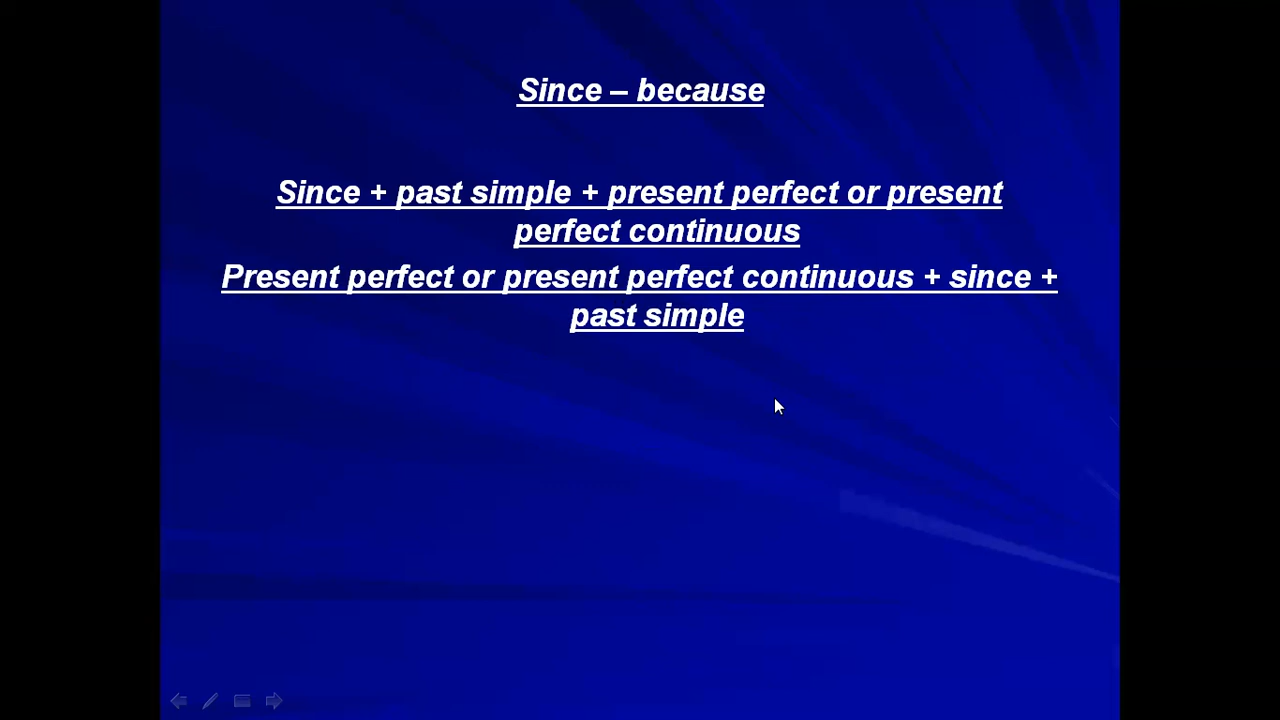 Since – because
Since + past simple + present perfect or present
perfect continuous
Present perfect or present perfect continuous + since +
past simple